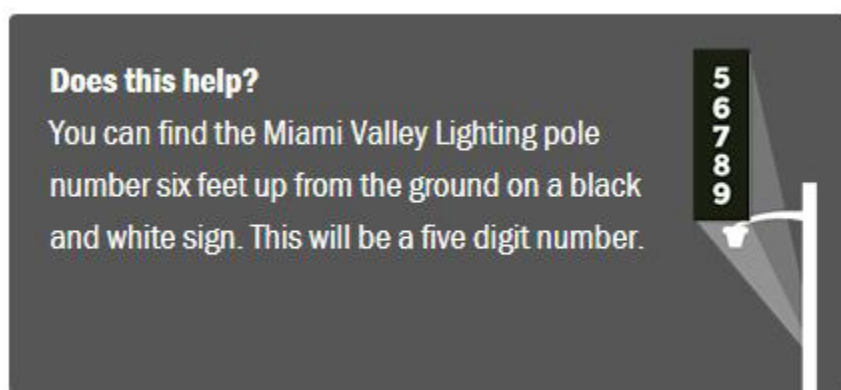 Does this help?
You can find the Miami Valley Lighting pole
number six feet up from the ground on a black
and white sign. This will be a five digit number.
5
6
7
8
9